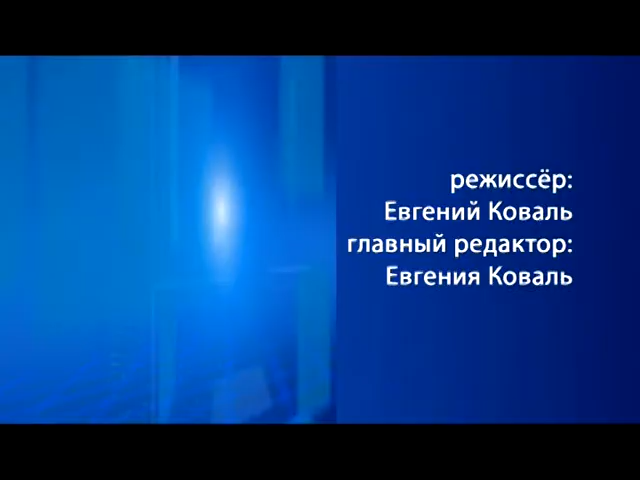 режиссёр:
Евгений Коваль
главный редактор:
Евгения Коваль